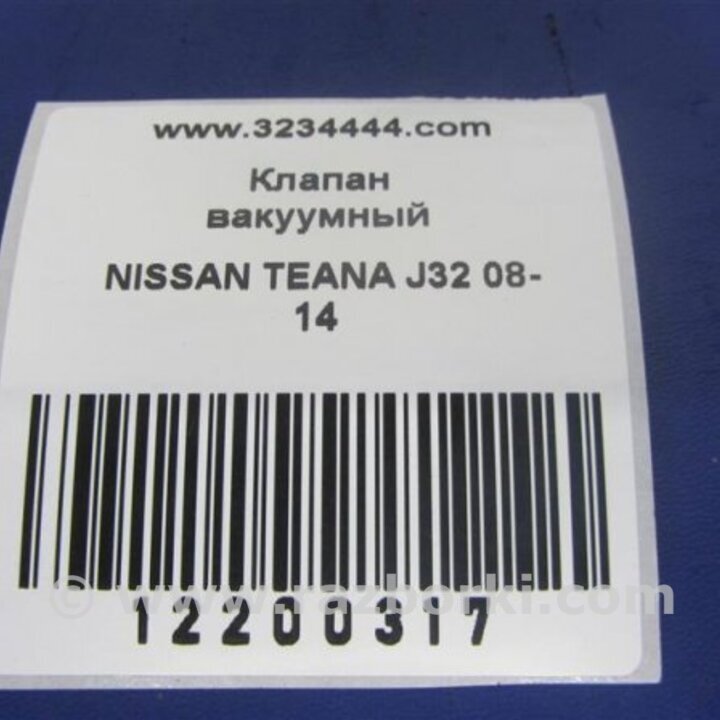 www.3234444.com
Клапан
вакуумный
NISSAN TEANA J32 08-
14
© www.razborki.com
12200317